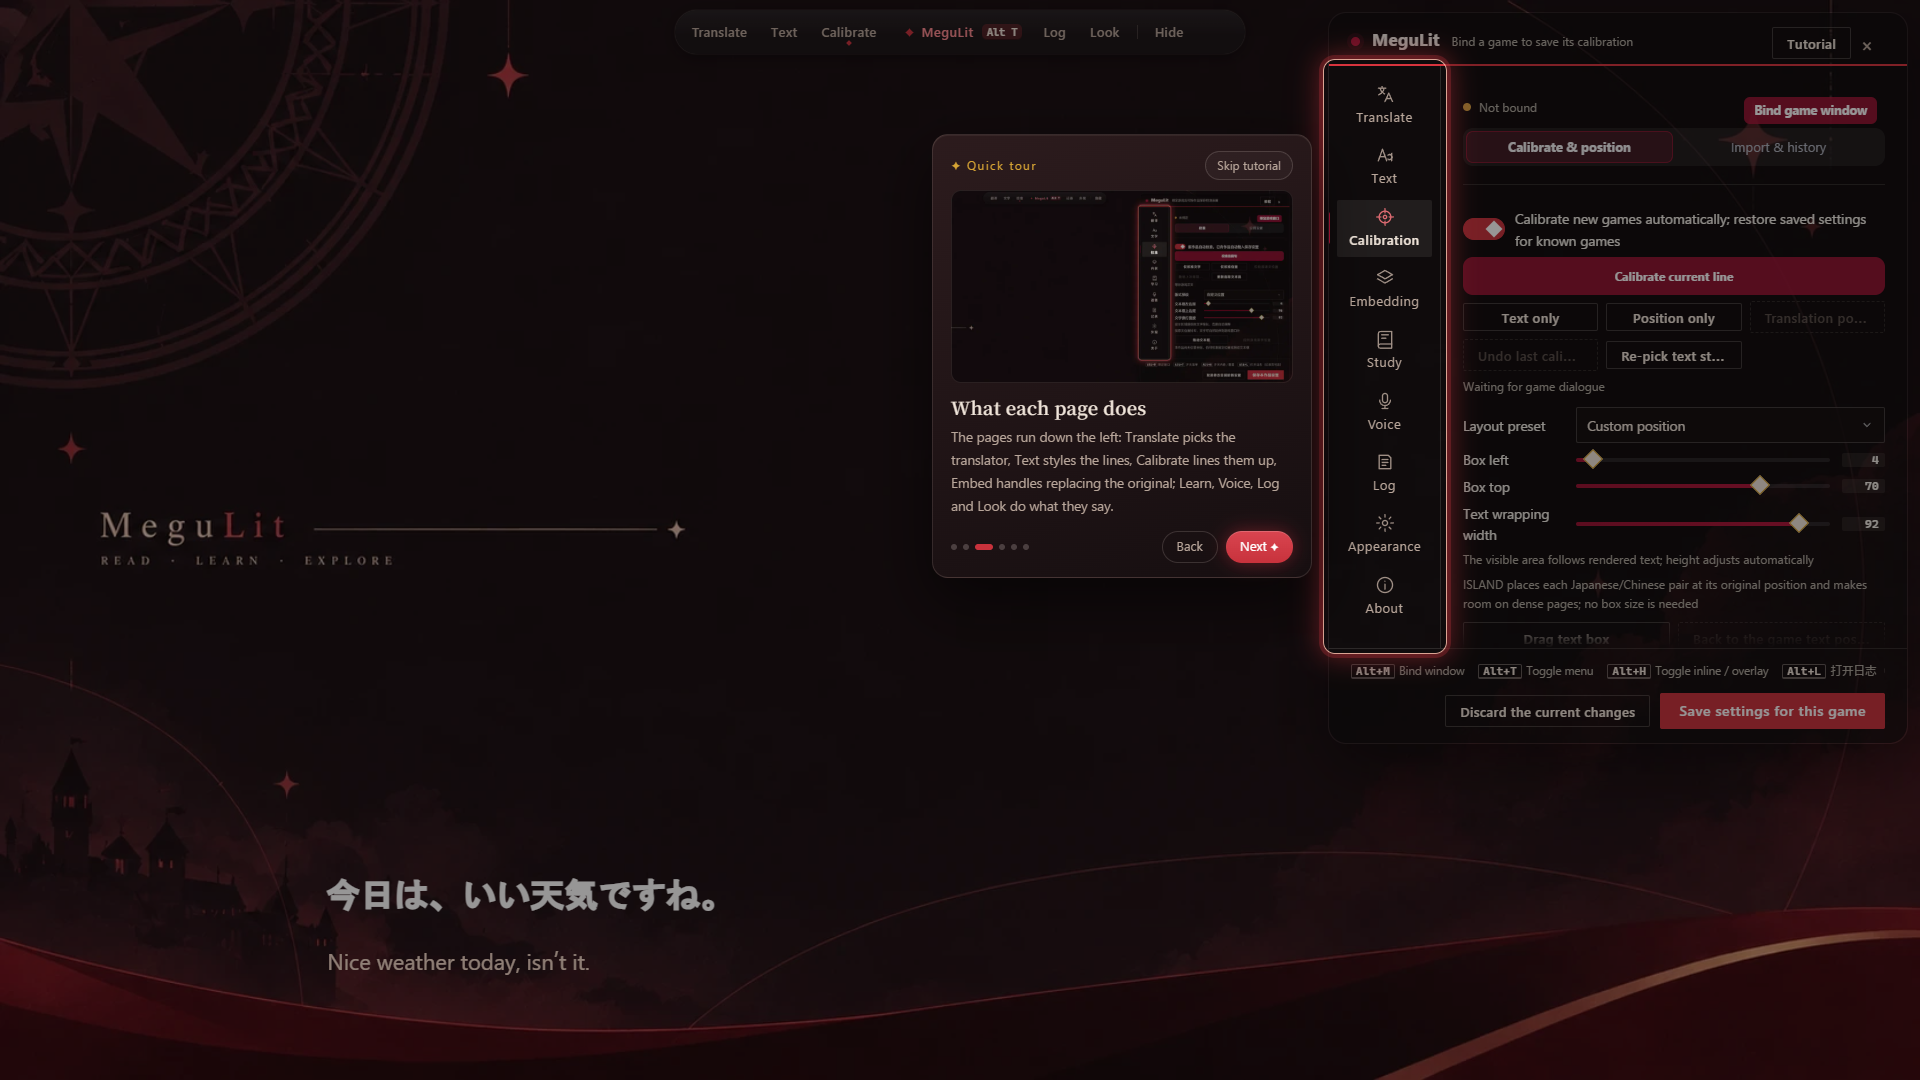 Translate Text Calibrate ✦ MeguLit Alt T Log Look Hide
MeguLit Bind a game to save its calibration Tutorial ×
Translate
Text
Calibration
Embedding
Study
Voice
Log
Appearance
About
Not bound Bind game window
Calibrate & position Import & history
Calibrate new games automatically; restore saved settings
for known games
Calibrate current line
Text only Position only Translation po...
Undo last cali... Re-pick text st...
Waiting for game dialogue
Layout preset Custom position
Box left 4
Box top 70
Text wrapping
width 92
The visible area follows rendered text; height adjusts automatically
ISLAND places each Japanese/Chinese pair at its original position and makes
room on dense pages; no box size is needed
Drag text box Back to the game text pos...
Alt+M Bind window Alt+T Toggle menu Alt+H Toggle inline / overlay Alt+L 打开日志
Discard the current changes Save settings for this game
✦ Quick tour Skip tutorial
What each page does
The pages run down the left: Translate picks the
translator, Text styles the lines, Calibrate lines them up,
Embed handles replacing the original; Learn, Voice, Log
and Look do what they say.
Back Next ✦
MeguLit
READ · LEARN · EXPLORE
今日は、いい天気ですね。
Nice weather today, isn't it.